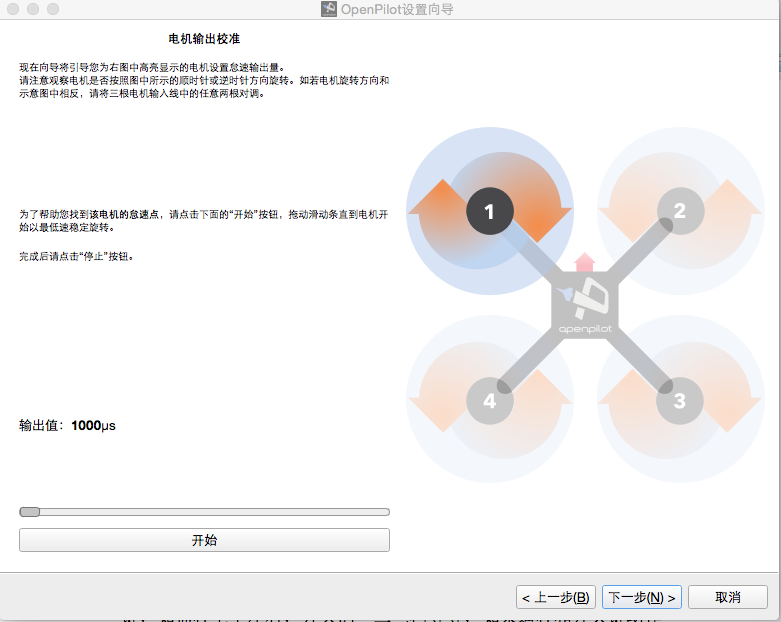 OpenPilot设置向导
电机输出校准
现在向导将引导您为右图中高亮显示的电机设置怠速输出量。
请注意观察电机是否按照图中所示的顺时针或逆时针方向旋转。如若电机旋转方向和
示意图中相反，请将三根电机输入线中的任意两根对调。
为了帮助您找到该电机的怠速点，请点击下面的“开始”按钮，拖动滑动条直到电机开
始以最低速稳定旋转。
完成后请点击“停止”按钮。
输出值：1000µs
开始
1
2
openpilot
4
3
< 上一步(B)
下一步(N) >
取消